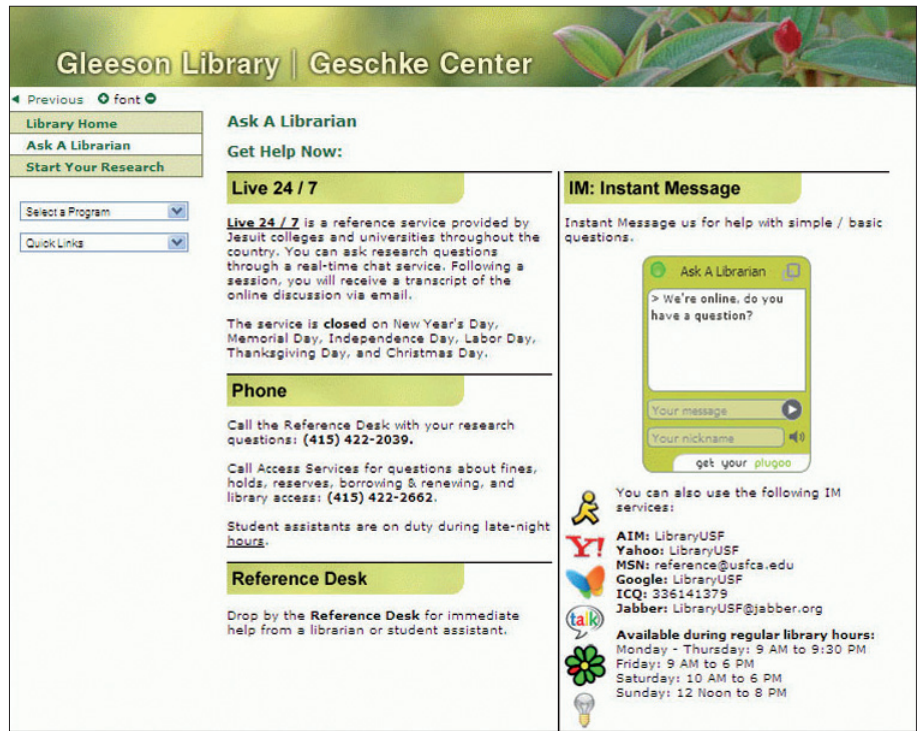 Gleeson Library | Geschke Center
Previous font
Library Home
Ask A Librarian
Start Your Research
Select a Program
Quick Links
Ask A Librarian
Get Help Now:
Live 24 / 7
Live 24 / 7 is a reference service provided by
Jesuit colleges and universities throughout the
country. You can ask research questions
through a real-time chat service. Following a
session, you will receive a transcript of the
online discussion via email.
The service is closed on New Year's Day,
Memorial Day, Independence Day, Labor Day,
Thanksgiving Day, and Christmas Day.
Phone
Call the Reference Desk with your research
questions: (415) 422-2039.
Call Access Services for questions about fines,
holds, reserves, borrowing & renewing, and
library access: (415) 422-2662.
Student assistants are on duty during late-night
hours.
Reference Desk
Drop by the Reference Desk for immediate
help from a librarian or student assistant.
IM: Instant Message
Instant Message us for help with simple / basic
questions.
Ask A Librarian
> We're online, do you
have a question?
Your message
Your nickname
get your plugoo
You can also use the following IM
services:
AIM: LibraryUSF
Y!
Yahoo: LibraryUSF
MSN: reference@usfca.edu
Google: LibraryUSF
ICQ: 336141379
talk
Jabber: LibraryUSF@jabber.org
Available during regular library hours:
Monday - Thursday: 9 AM to 9:30 PM
Friday: 9 AM to 6 PM
Saturday: 10 AM to 6 PM
Sunday: 12 Noon to 8 PM